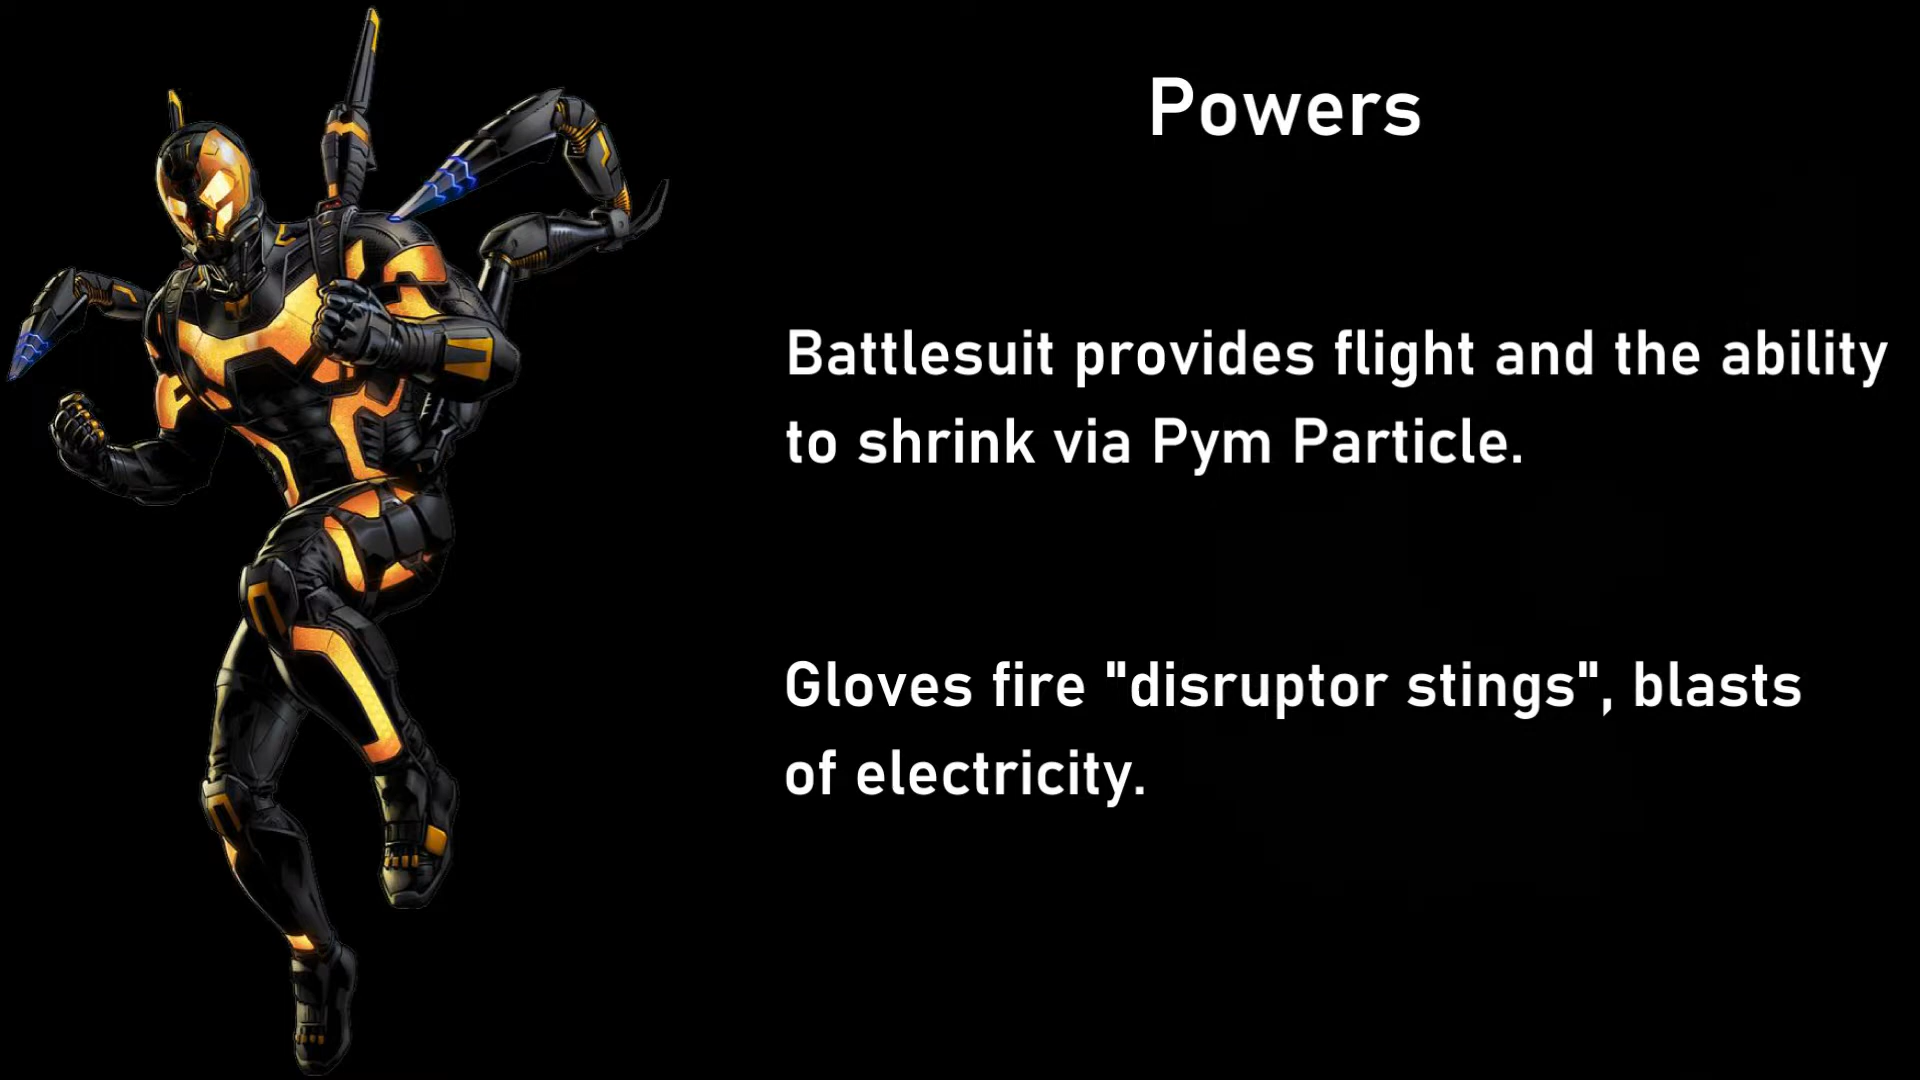 Powers
Battlesuit provides flight and the ability
to shrink via Pym Particle.
Gloves fire "disruptor stings", blasts
of electricity.